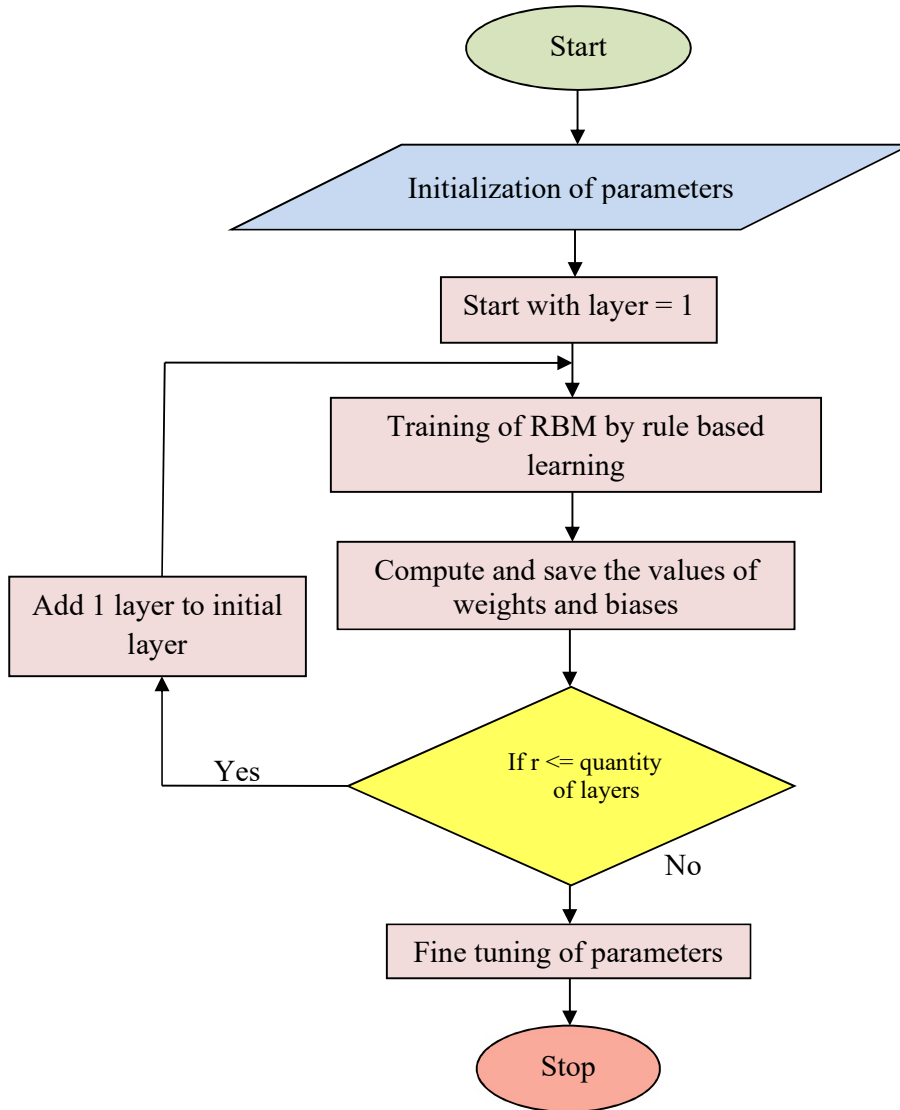 Start
Initialization of parameters
Start with layer = 1
Training of RBM by rule based
learning
Compute and save the values of
weights and biases
Add 1 layer to initial
layer
If r <= quantity
of layers
Yes
No
Fine tuning of parameters
Stop